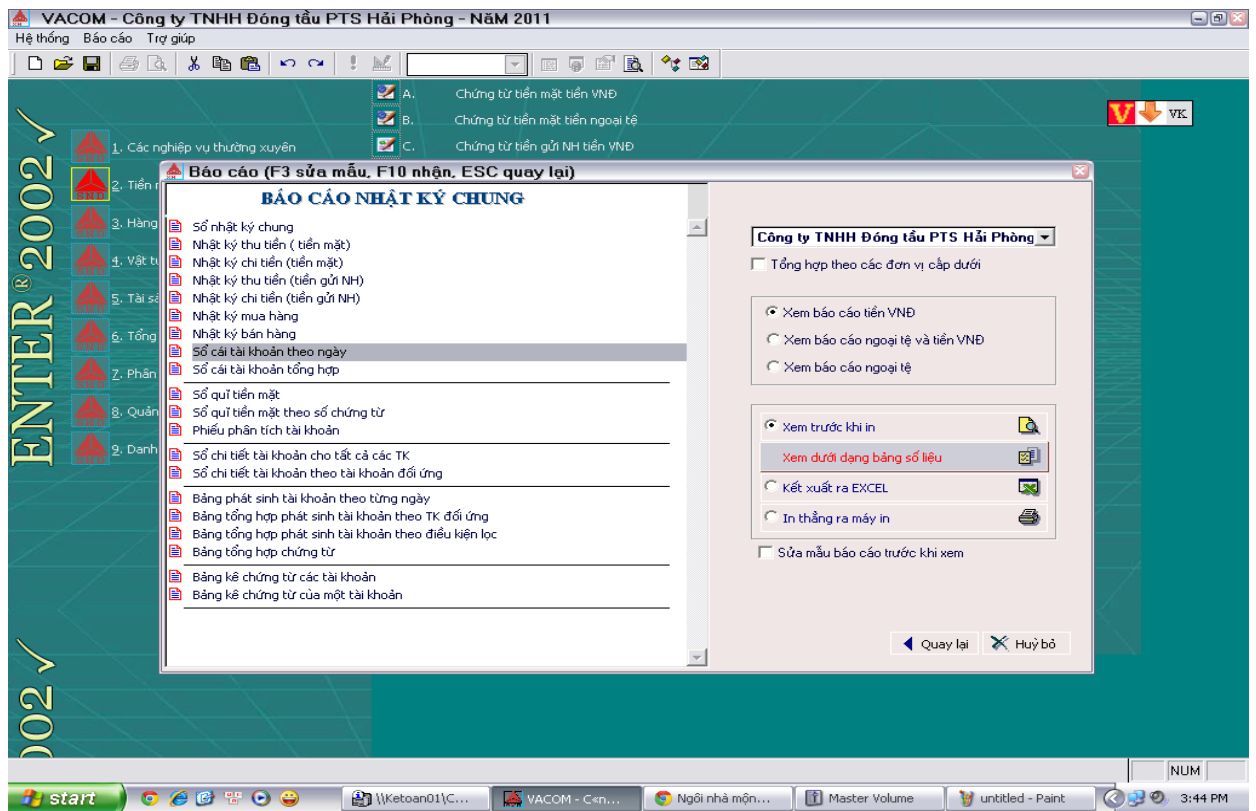 VACOM - Công ty TNHH Đóng tầu PTS Hải Phòng - NăM 2011
Hệ thống Báo cáo Trợ giúp
A. Chứng từ tiền mặt tiền VNĐ
B. Chứng từ tiền mặt tiền ngoại tệ
C. Chứng từ tiền gửi NH tiền VNĐ
V VK
ENTER®2002
1. Các nghiệp vụ thường xuyên
2. Tiền
3. Hàng
4. Vật
5. Tài
6. Tổng
7. Phân
8. Quản
9. Danh
Báo cáo (F3 sửa mẫu, F10 nhận, ESC quay lại)
BÁO CÁO NHẬT KÝ CHUNG
Sổ nhật ký chung
Nhật ký thu tiền ( tiền mặt)
Nhật ký chi tiền (tiền mặt)
Nhật ký thu tiền (tiền gửi NH)
Nhật ký chi tiền (tiền gửi NH)
Nhật ký mua hàng
Nhật ký bán hàng
Sổ cái tài khoản theo ngày
Sổ cái tài khoản tổng hợp
Sổ quĩ tiền mặt
Sổ quĩ tiền mặt theo số chứng từ
Phiếu phân tích tài khoản
Sổ chi tiết tài khoản cho tất cả các TK
Sổ chi tiết tài khoản theo tài khoản đối ứng
Bảng phát sinh tài khoản theo từng ngày
Bảng tổng hợp phát sinh tài khoản theo TK đối ứng
Bảng tổng hợp phát sinh tài khoản theo điều kiện lọc
Bảng tổng hợp chứng từ
Bảng kê chứng từ các tài khoản
Bảng kê chứng từ của một tài khoản
Công ty TNHH Đóng tầu PTS Hải Phòng
Tổng hợp theo các đơn vị cấp dưới
Xem báo cáo tiền VNĐ
Xem báo cáo ngoại tệ và tiền VNĐ
Xem báo cáo ngoại tệ
Xem trước khi in
Xem dưới dạng bảng số liệu
Kết xuất ra EXCEL
In thẳng ra máy in
Sửa mẫu báo cáo trước khi xem
Quay lại Huỷ bỏ
002
NUM
start \\Ketoan01\C... VACOM - C«n... Ngôi nhà mộn... Master Volume untitled - Paint 3:44 PM